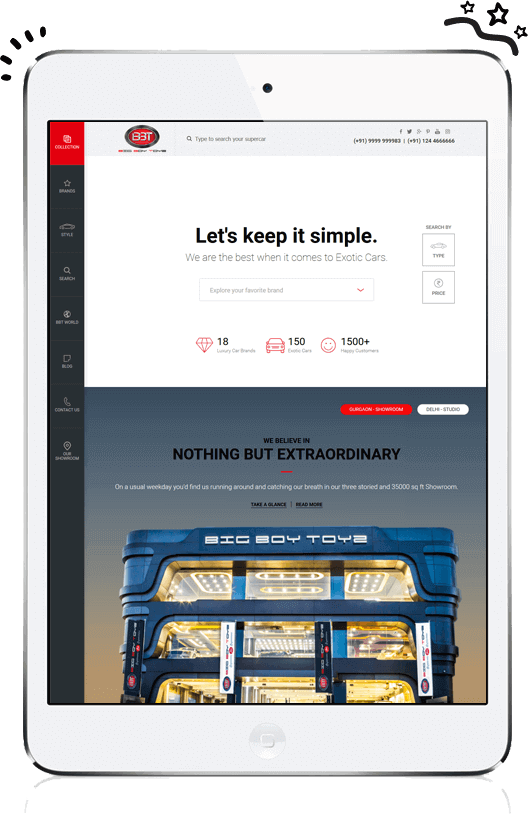 COLLECTION
BRANDS
STYLE
SEARCH
BBT WORLD
BLOG
CONTACT US
OUR
SHOWROOM
BBT
BIG BOY TOYZ
Type to search your supercar
(+91) 9999 999983 | (+91) 124 4666666
Let's keep it simple.
We are the best when it comes to Exotic Cars.
Explore your favorite brand
SEARCH BY
TYPE
PRICE
18
Luxury Car Brands
150
Exotic Cars
1500+
Happy Customers
GURGAON - SHOWROOM
DELHI - STUDIO
WE BELIEVE IN
NOTHING BUT EXTRAORDINARY
On a usual weekday you'd find us running around and catching our breath in our three storied and 35000 sq ft Showroom.
TAKE A GLANCE | READ MORE
BIG BOY TOYZ